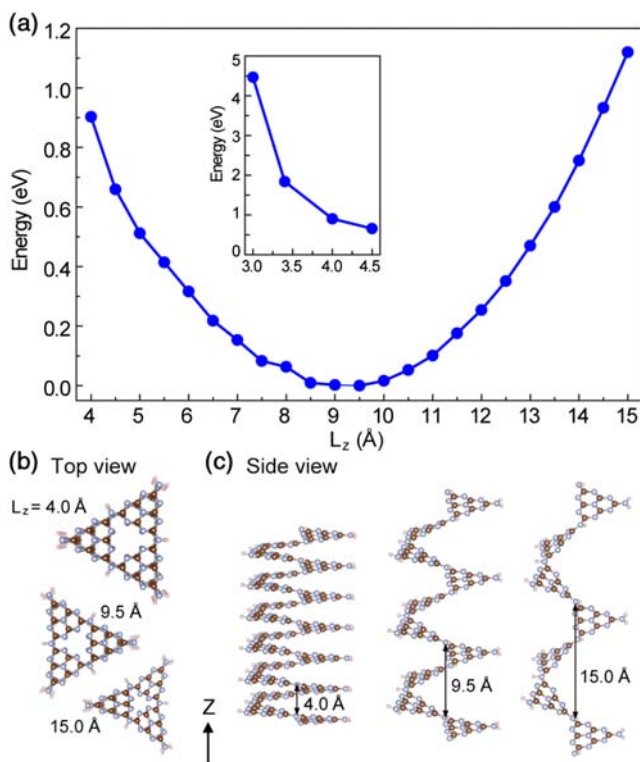 (a)
Energy (eV)
1.2
1.0
0.8
0.6
0.4
0.2
0.0
4 5 6 7 8 9 10 11 12 13 14 15
L_z (Å)
Energy (eV)
5
4
3
2
1
0
3.0 3.5 4.0 4.5
(b) Top view
L_z = 4.0 Å
9.5 Å
15.0 Å
(c) Side view
Z
4.0 Å
9.5 Å
15.0 Å